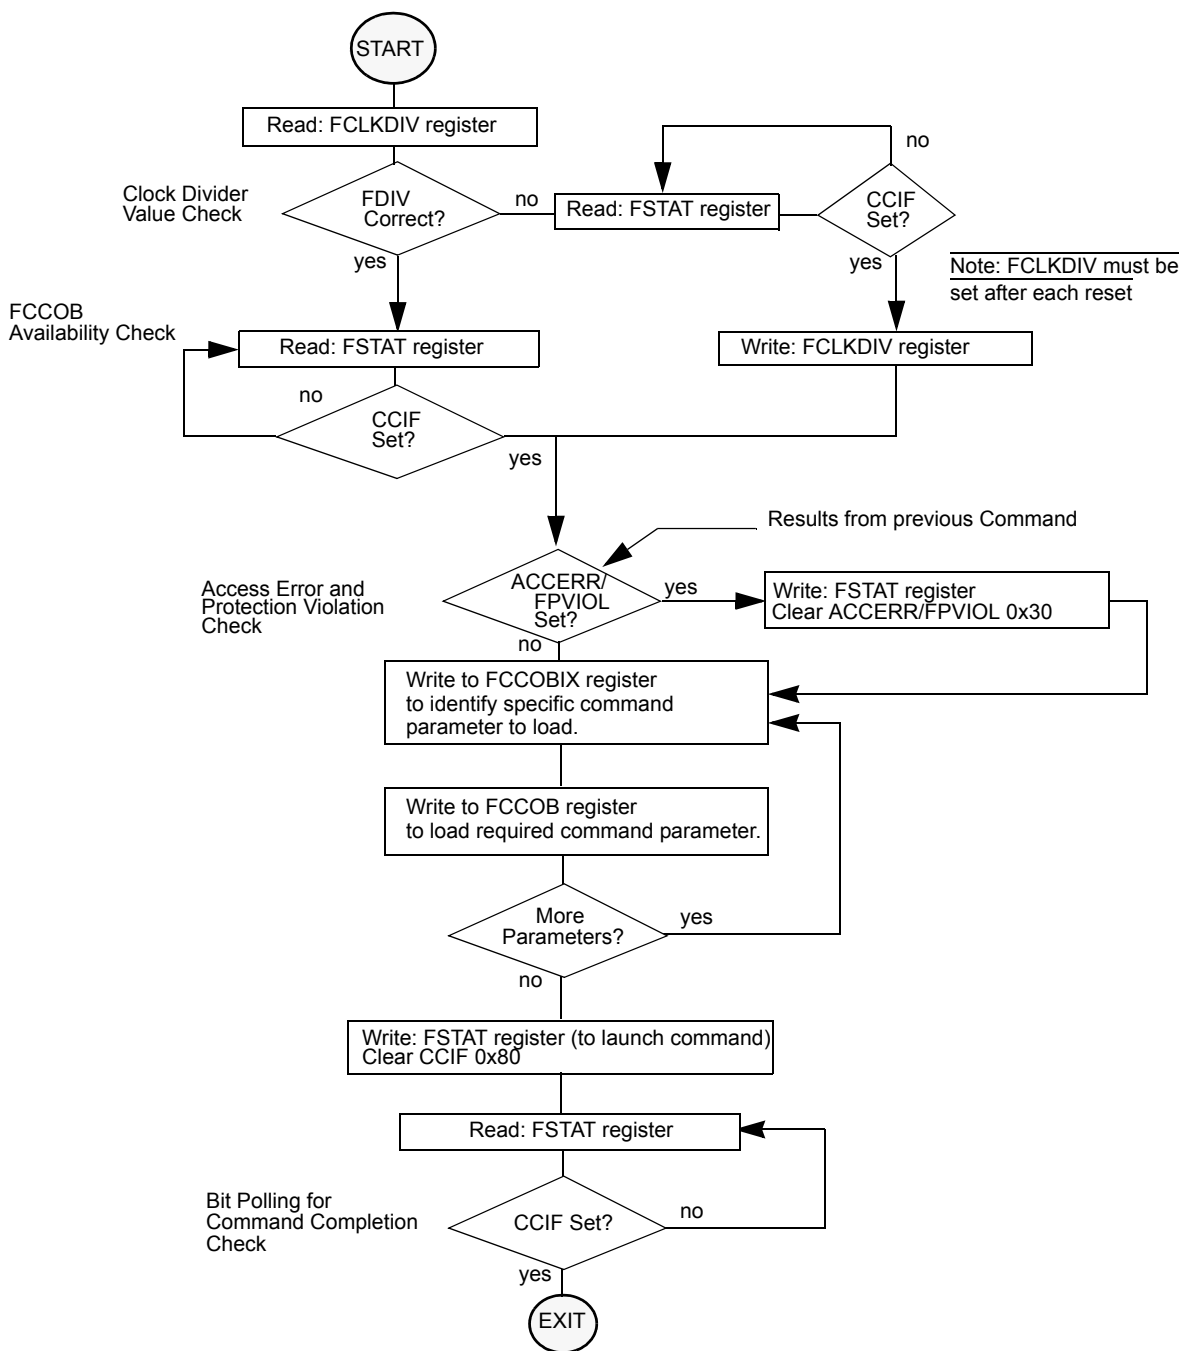 START
Read: FCLKDIV register
no
Clock Divider
Value Check
FDIV
Correct?
no
Read: FSTAT register
CCIF
Set?
yes
yes
Note: FCLKDIV must be
set after each reset
FCCOB
Availability Check
Read: FSTAT register
Write: FCLKDIV register
no
CCIF
Set?
yes
Results from previous Command
Access Error and
Protection Violation
Check
ACCERR/
FPVIOL
Set?
yes
Write: FSTAT register
Clear ACCERR/FPVIOL 0x30
no
Write to FCCOBIX register
to identify specific command
parameter to load.
Write to FCCOB register
to load required command parameter.
More
Parameters?
yes
no
Write: FSTAT register (to launch command)
Clear CCIF 0x80
Read: FSTAT register
Bit Polling for
Command Completion
Check
CCIF Set?
no
yes
EXIT